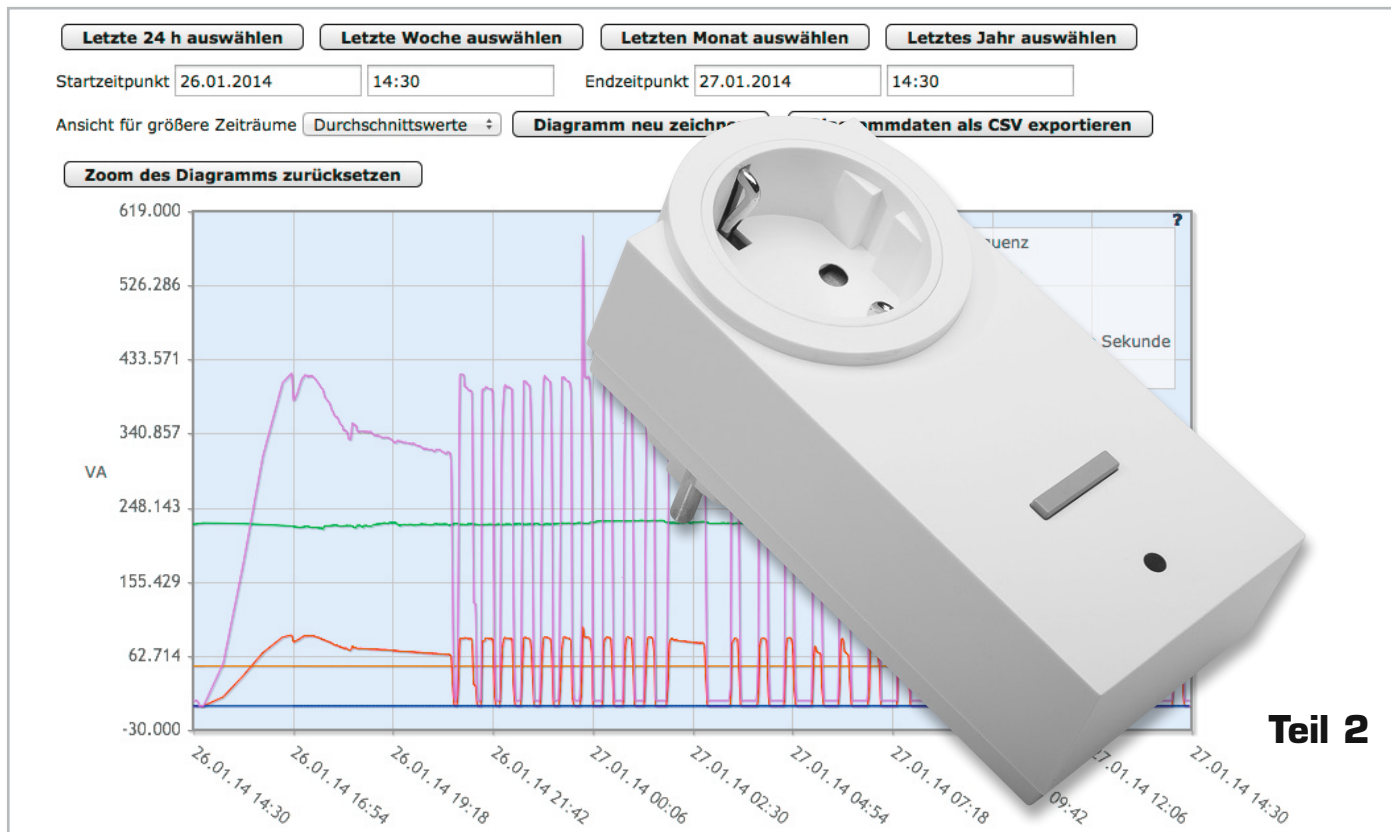 Letzte 24 h auswählen Letzte Woche auswählen Letzten Monat auswählen Letztes Jahr auswählen
Startzeitpunkt 26.01.2014 14:30 Endzeitpunkt 27.01.2014 14:30
Ansicht für größere Zeiträume Durchschnittswerte Diagramm neu als CSV exportieren
Zoom des Diagramms zurücksetzen
619.000
?
526.286
433.571
Sekunde
340.857
VA
248.143
155.429
62.714
-30.000
Teil 2
26.01.14 14:30
26.01.14 16:54
26.01.14 19:18
26.01.14 21:42
27.01.14 00:06
27.01.14 02:30
27.01.14 04:54
27.01.14 07:18
09:42
27.01.14 12:06
27.01.14 14:30